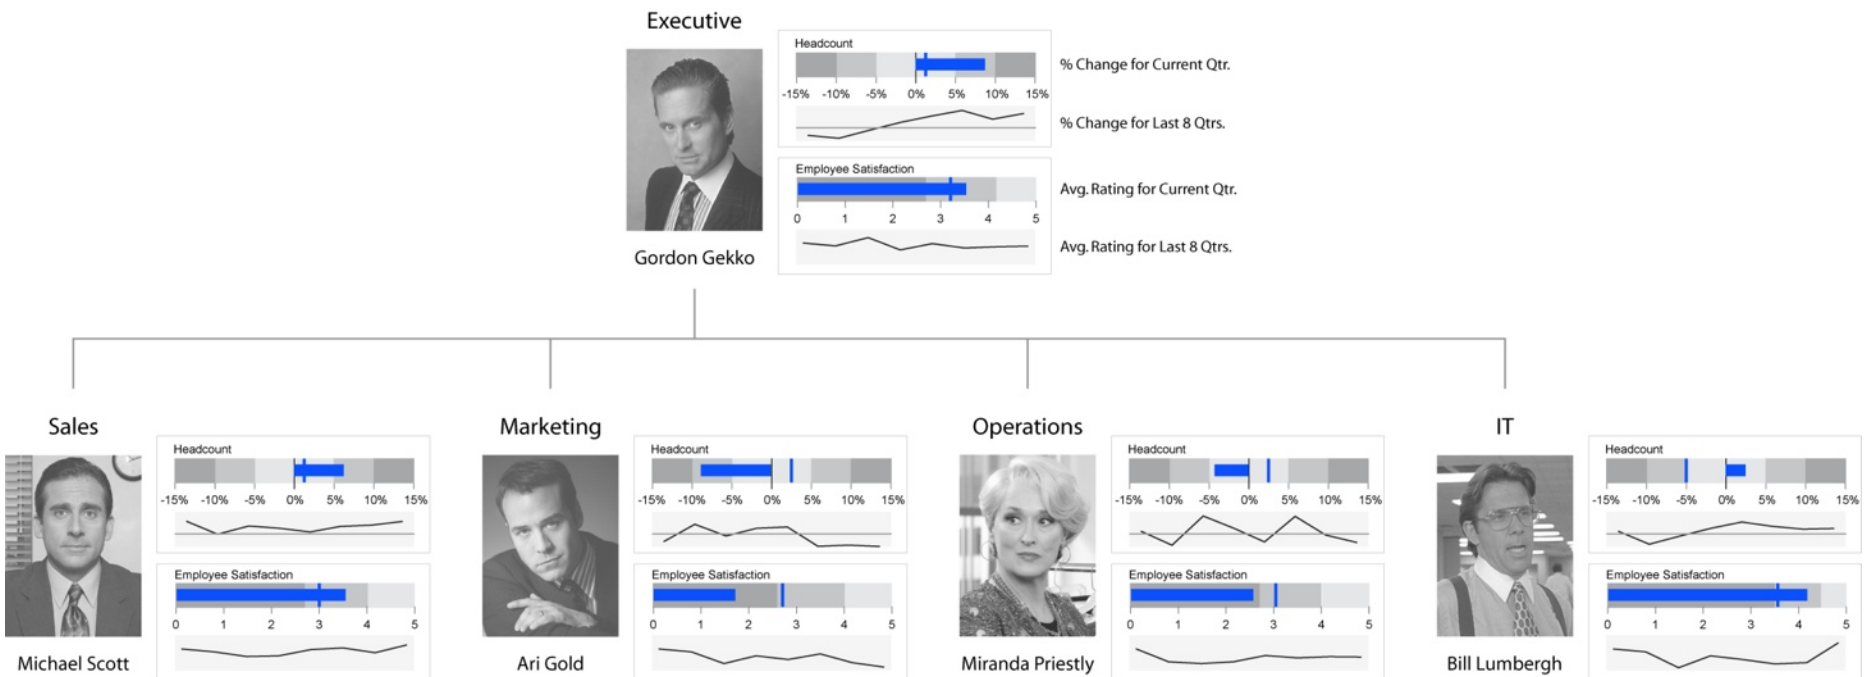 Executive
Headcount
-15% -10% -5% 0% 5% 10% 15%
% Change for Current Qtr.
% Change for Last 8 Qtrs.
Employee Satisfaction
0 1 2 3 4 5
Avg. Rating for Current Qtr.
Avg. Rating for Last 8 Qtrs.
Gordon Gekko
Sales
Headcount
-15% -10% -5% 0% 5% 10% 15%
Employee Satisfaction
0 1 2 3 4 5
Michael Scott
Marketing
Headcount
-15% -10% -5% 0% 5% 10% 15%
Employee Satisfaction
0 1 2 3 4 5
Ari Gold
Operations
Headcount
-15% -10% -5% 0% 5% 10% 15%
Employee Satisfaction
0 1 2 3 4 5
Miranda Priestly
IT
Headcount
-15% -10% -5% 0% 5% 10% 15%
Employee Satisfaction
0 1 2 3 4 5
Bill Lumbergh